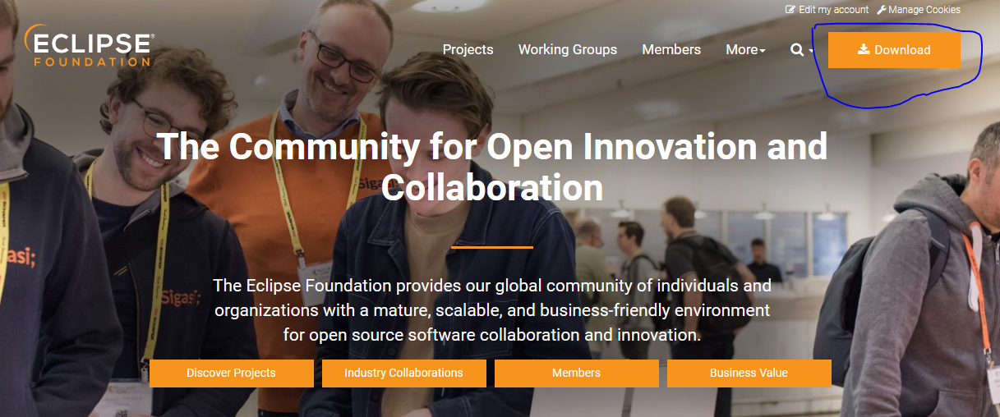 Edit my account Manage Cookies
ECLIPSE®
FOUNDATION
Projects Working Groups Members More Download
The Community for Open Innovation and
Collaboration
Sigasi
asi;
Sigasi;
The Eclipse Foundation provides our global community of individuals and
organizations with a mature, scalable, and business-friendly environment
for open source software collaboration and innovation.
Discover Projects Industry Collaborations Members Business Value